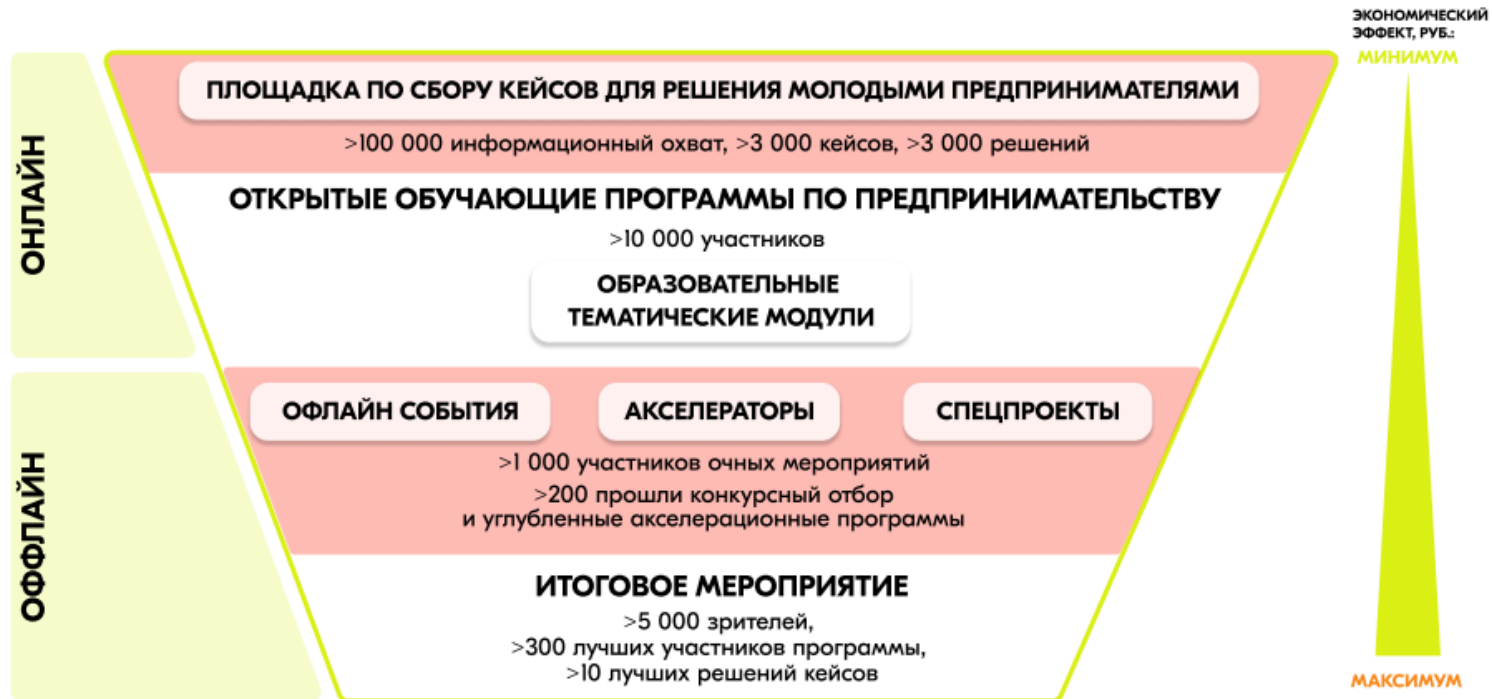 ЭКОНОМИЧЕСКИЙ
ЭФФЕКТ, РУБ.:
МИНИМУМ
ОНЛАЙН
ПЛОЩАДКА ПО СБОРУ КЕЙСОВ ДЛЯ РЕШЕНИЯ МОЛОДЫМИ ПРЕДПРИНИМАТЕЛЯМИ
>100 000 информационный охват, >3 000 кейсов, >3 000 решений
ОТКРЫТЫЕ ОБУЧАЮЩИЕ ПРОГРАММЫ ПО ПРЕДПРИНИМАТЕЛЬСТВУ
>10 000 участников
ОБРАЗОВАТЕЛЬНЫЕ
ТЕМАТИЧЕСКИЕ МОДУЛИ
ОФФЛАЙН
ОФЛАЙН СОБЫТИЯ
АКСЕЛЕРАТОРЫ
СПЕЦПРОЕКТЫ
>1 000 участников очных мероприятий
>200 прошли конкурсный отбор
и углубленные акселерационные программы
ИТОГОВОЕ МЕРОПРИЯТИЕ
>5 000 зрителей,
>300 лучших участников программы,
>10 лучших решений кейсов
МАКСИМУМ